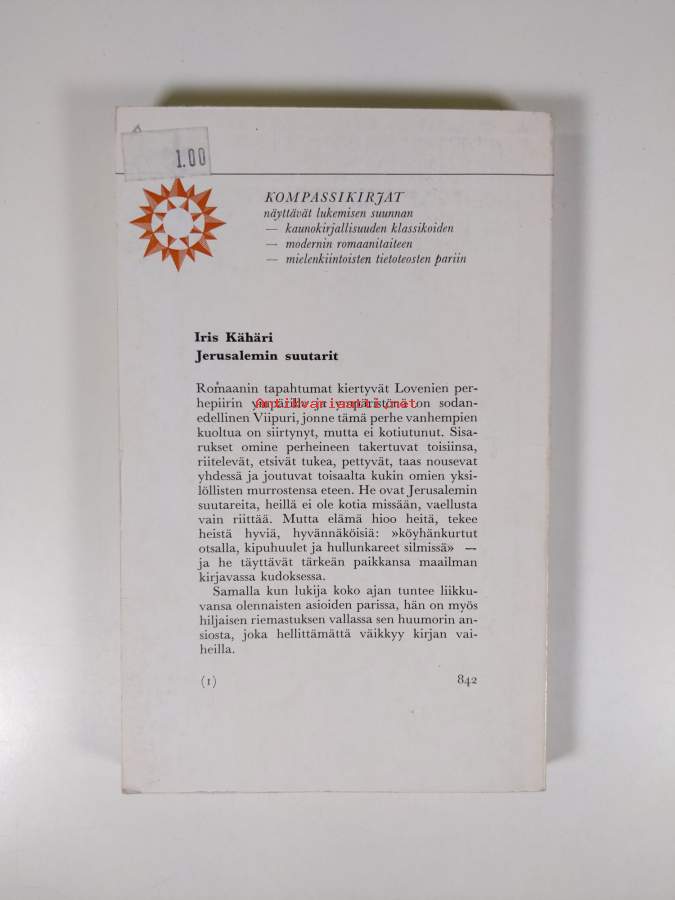 1.00
KOMPASSIKIRJAT
näyttävät lukemisen suunnan
— kaunokirjallisuuden klassikoiden
— modernin romaanitaiteen
— mielenkiintoisten tietoteosten pariin
Iris Kähäri
Jerusalemin suutarit
Romaanin tapahtumat kiertyvät Lovenien per-
hepiirin ympärille ja ympäristönä on sodan-
Antikvariaatti.net
edellinen Viipuri, jonne tämä perhe vanhempien
kuoltua on siirtynyt, mutta ei kotiutunut. Sisa-
rukset omine perheineen takertuvat toisiinsa,
riitelevät, etsivät tukea, pettyvät, taas nousevat
yhdessä ja joutuvat toisaalta kukin omien yksi-
löllisten murrostensa eteen. He ovat Jerusalemin
suutareita, heillä ei ole kotia missään, vaellusta
vain riittää. Mutta elämä hioo heitä, tekee
heistä hyviä, hyvännäköisiä: »köyhänkurtut
otsalla, kipuhuulet ja hullunkareet silmissä» —
ja he täyttävät tärkeän paikkansa maailman
kirjavassa kudoksessa.
Samalla kun lukija koko ajan tuntee liikku-
vansa olennaisten asioiden parissa, hän on myös
hiljaisen riemastuksen vallassa sen huumorin an-
siosta, joka hellittämättä väikkyy kirjan vai-
heilla.
(1) 842